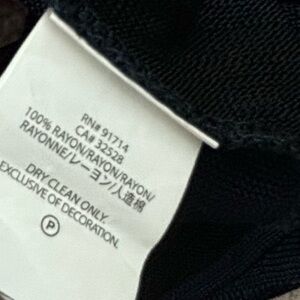 RN# 91714
CA# 32528
100% RAYON/RAYON/RAYON/
RAYONNE/レーヨン/人造棉
DRY CLEAN ONLY.
EXCLUSIVE OF DECORATION.
P